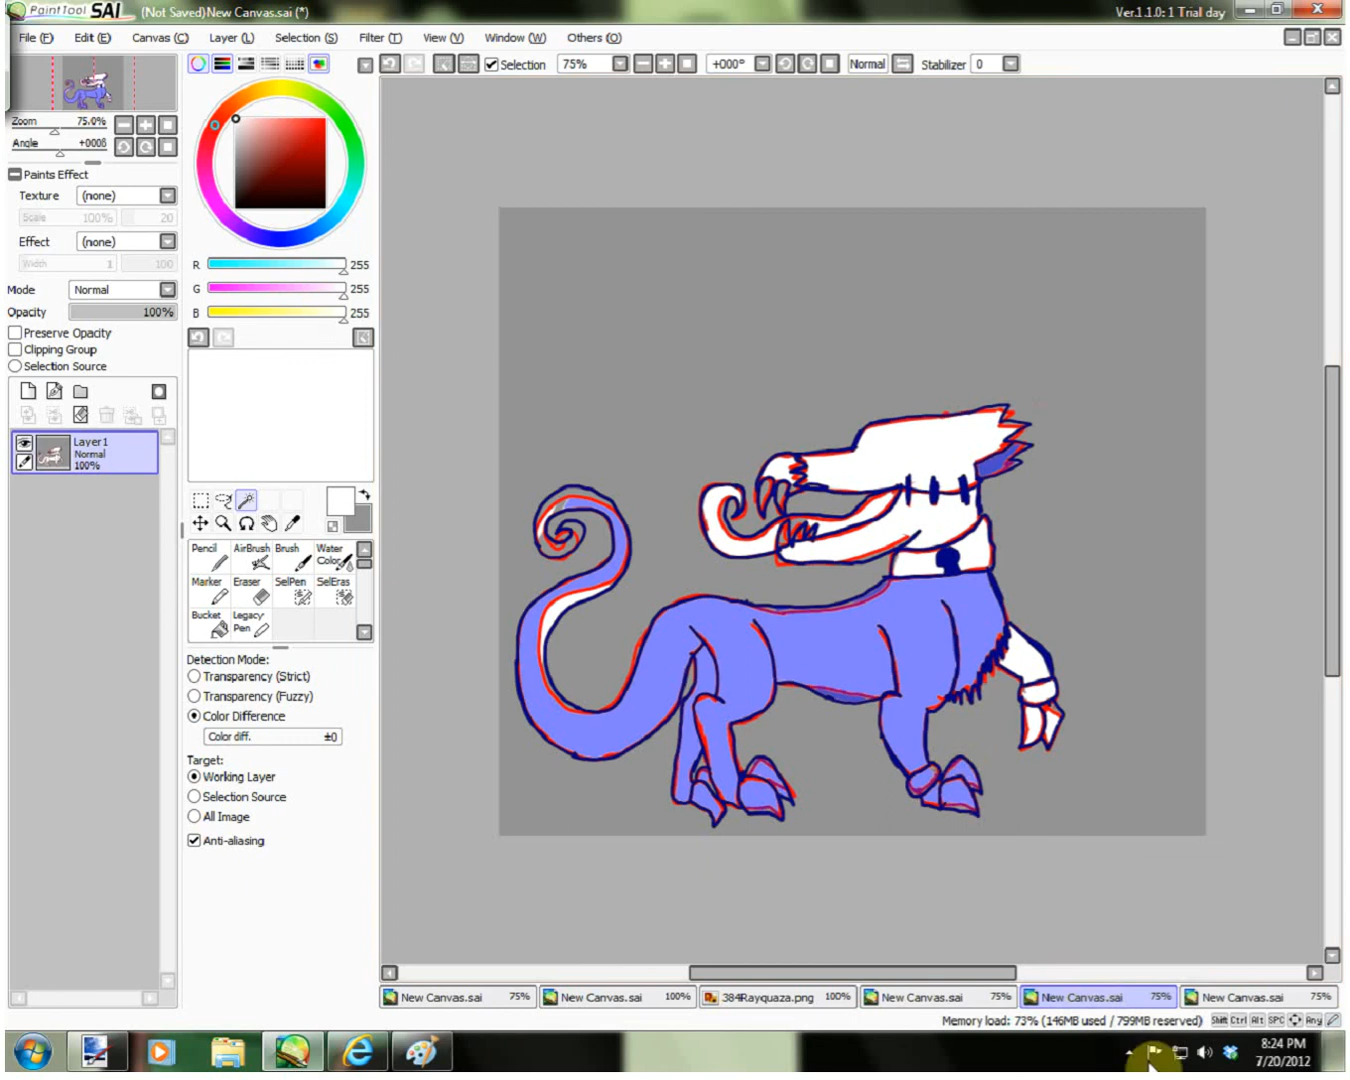 PaintTool SAI (Not Saved)New Canvas.sai (*) Ver.1.1.0: 1 Trial day
File (F) Edit (E) Canvas (C) Layer (L) Selection (S) Filter (T) View (V) Window (W) Others (O)
Selection 75% +000° Normal Stabilizer 0
Zoom 75.0%
Angle +000
Paints Effect
Texture (none)
Scale 100% 20
Effect (none)
Width 1 100
Mode Normal
Opacity 100%
Preserve Opacity
Clipping Group
Selection Source
Layer1
Normal
100%
R 255
G 255
B 255
Pencil AirBrush Brush Water
Color
Marker Eraser SelPen SelEras
Bucket Legacy
Pen
Detection Mode:
Transparency (Strict)
Transparency (Fuzzy)
Color Difference
Color diff. ±0
Target:
Working Layer
Selection Source
All Image
Anti-aliasing
New Canvas.sai 75% New Canvas.sai 100% 384Rayquaza.png 100% New Canvas.sai 75% New Canvas.sai 75% New Canvas.sai 75%
Memory load: 73% (146MB used / 799MB reserved) Shift Ctrl Alt SPC Any
8:24 PM
7/20/2012